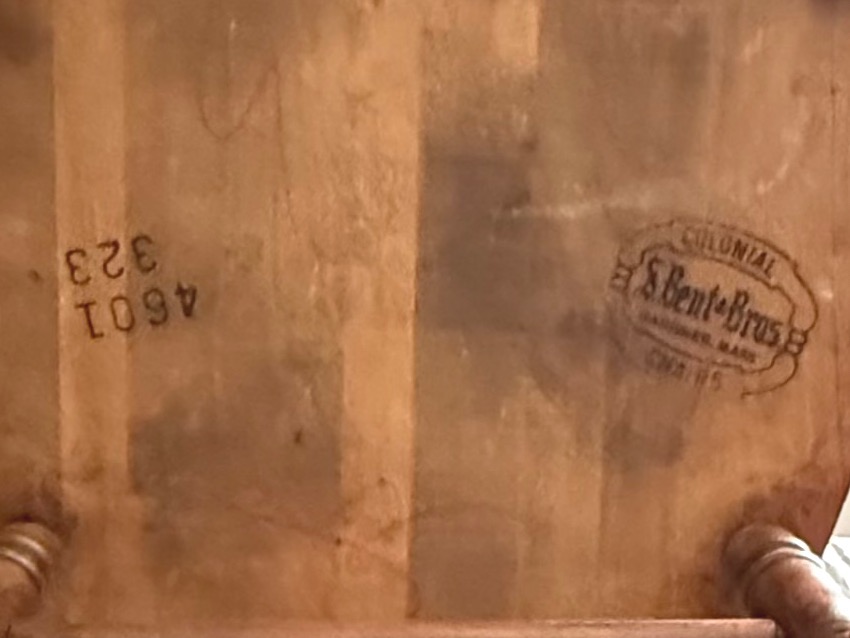 4601
323
COLONIAL
S. Bent & Bros.
GARDNER, MASS.
CHAIRS